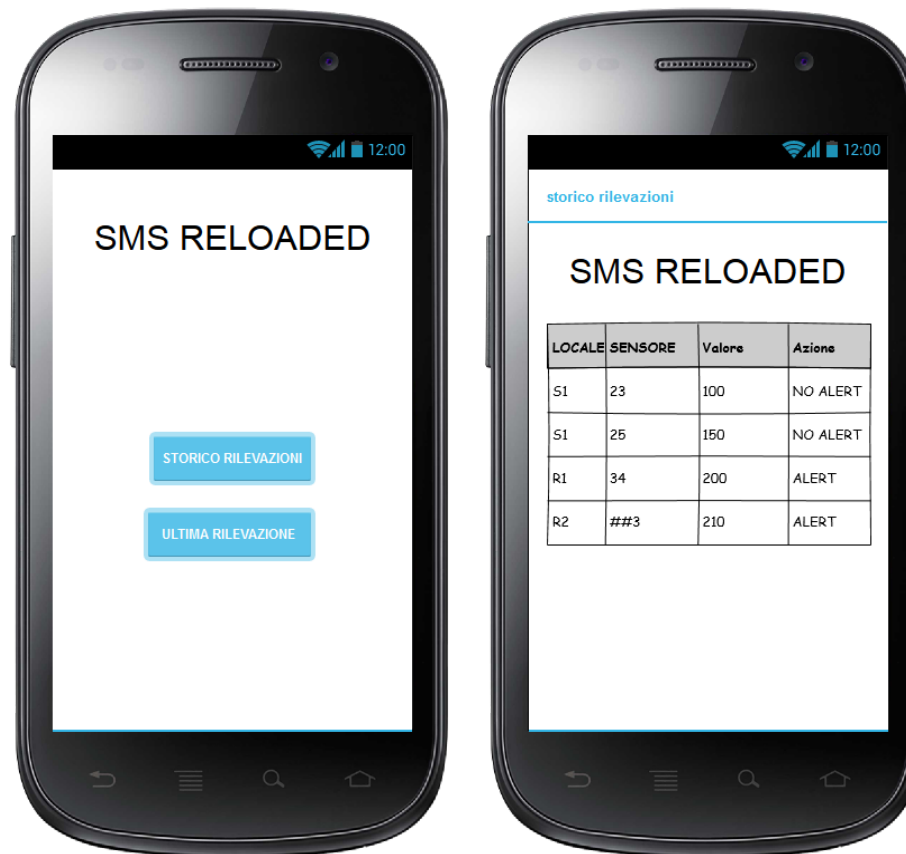 12:00
SMS RELOADED
STORICO RILEVAZIONI
ULTIMA RILEVAZIONE
12:00
storico rilevazioni
SMS RELOADED
LOCALE SENSORE Valore Azione
S1 23 100 NO ALERT
S1 25 150 NO ALERT
R1 34 200 ALERT
R2 ##3 210 ALERT